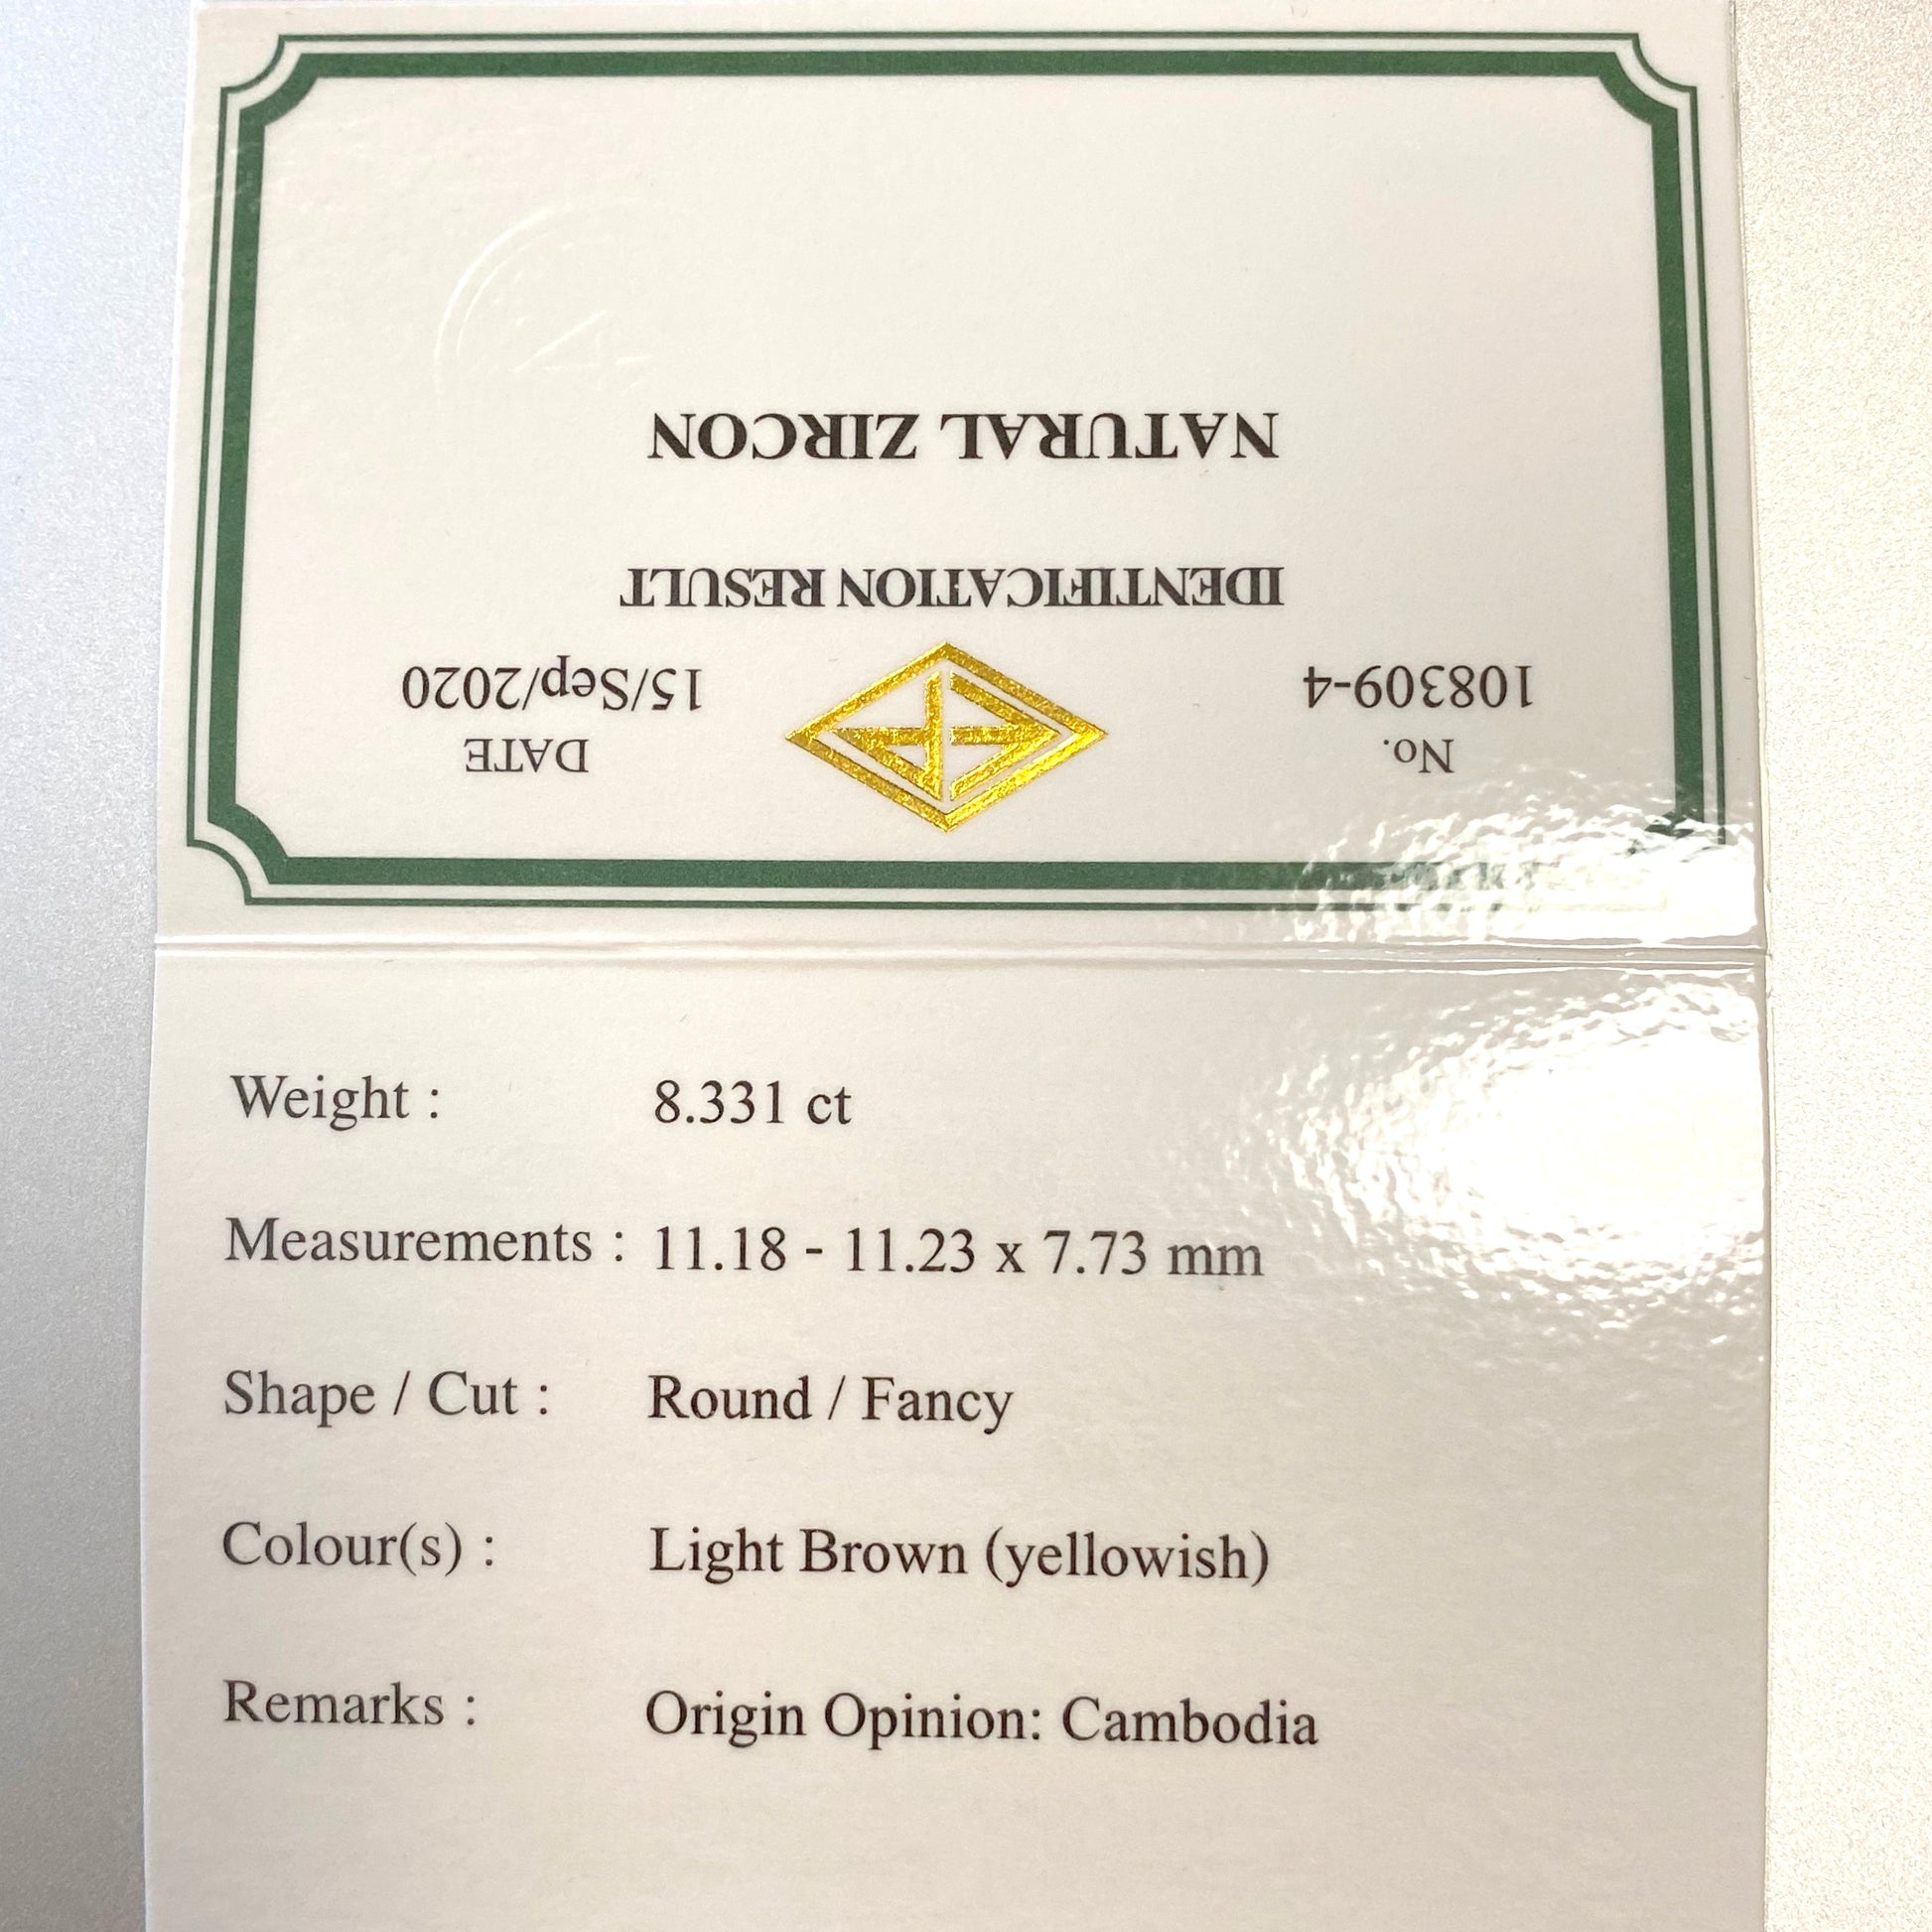 No. DATE
108309-4 15/Sep/2020
IDENTIFICATION RESULT
NATURAL ZIRCON
Weight : 8.331 ct
Measurements : 11.18 - 11.23 x 7.73 mm
Shape / Cut : Round / Fancy
Colour(s) : Light Brown (yellowish)
Remarks : Origin Opinion: Cambodia